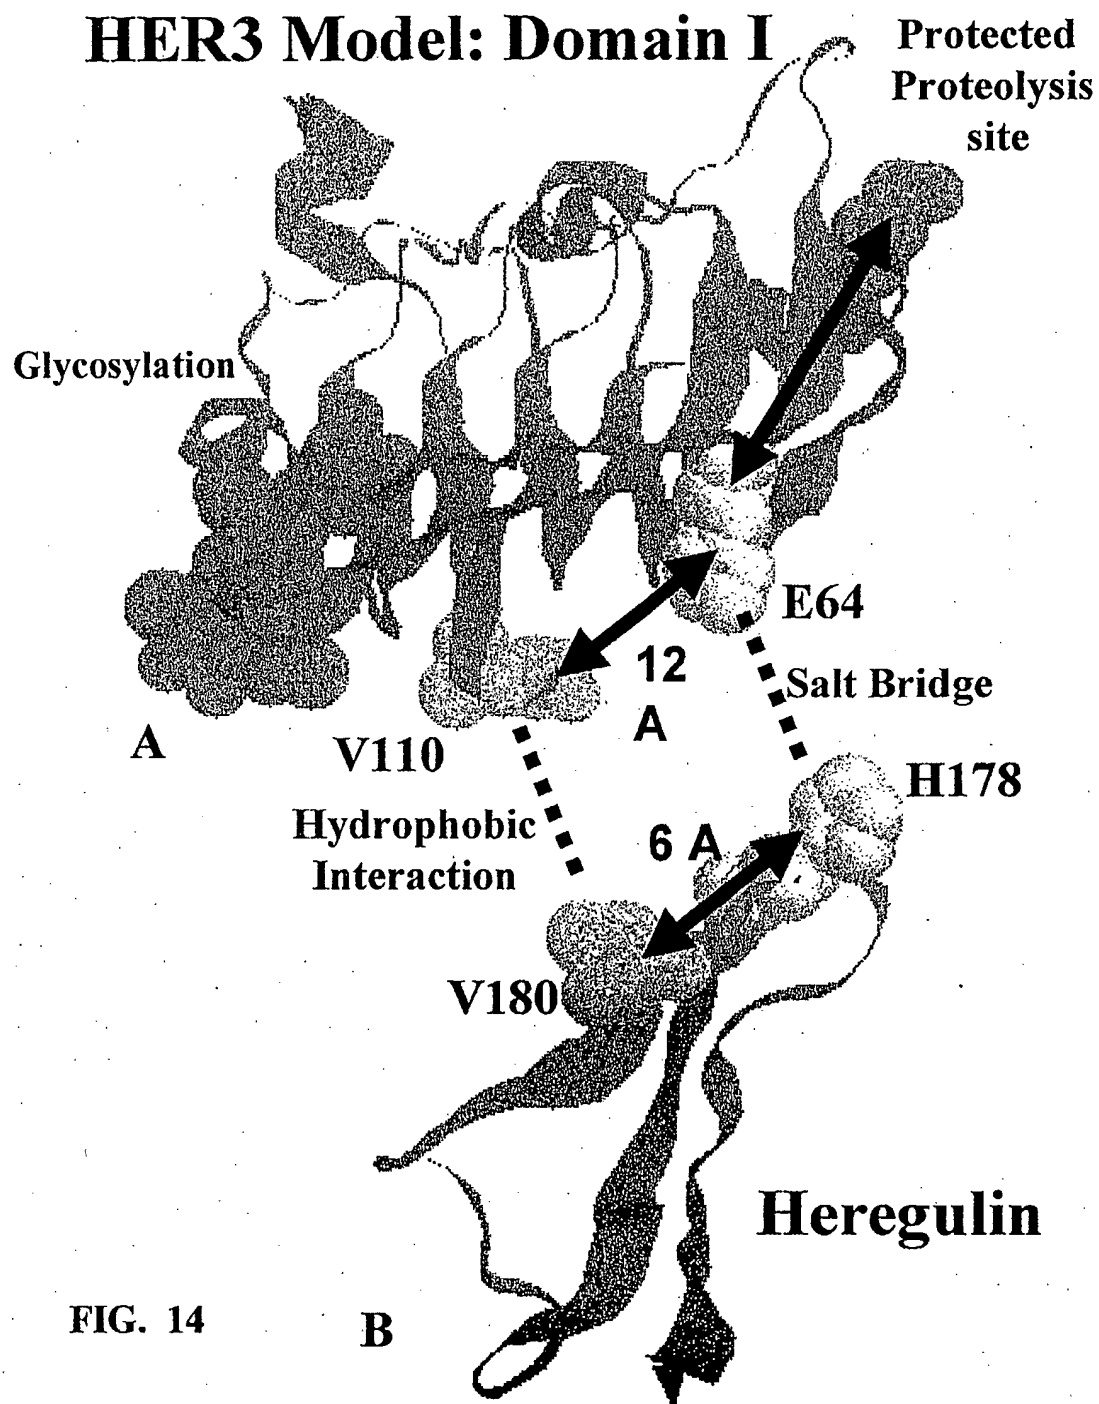 HER3 Model: Domain I
Protected
Proteolysis
site
Glycosylation
E64
12
A
Salt Bridge
A
V110
H178
Hydrophobic
Interaction
6 A
V180
Heregulin
FIG. 14
B